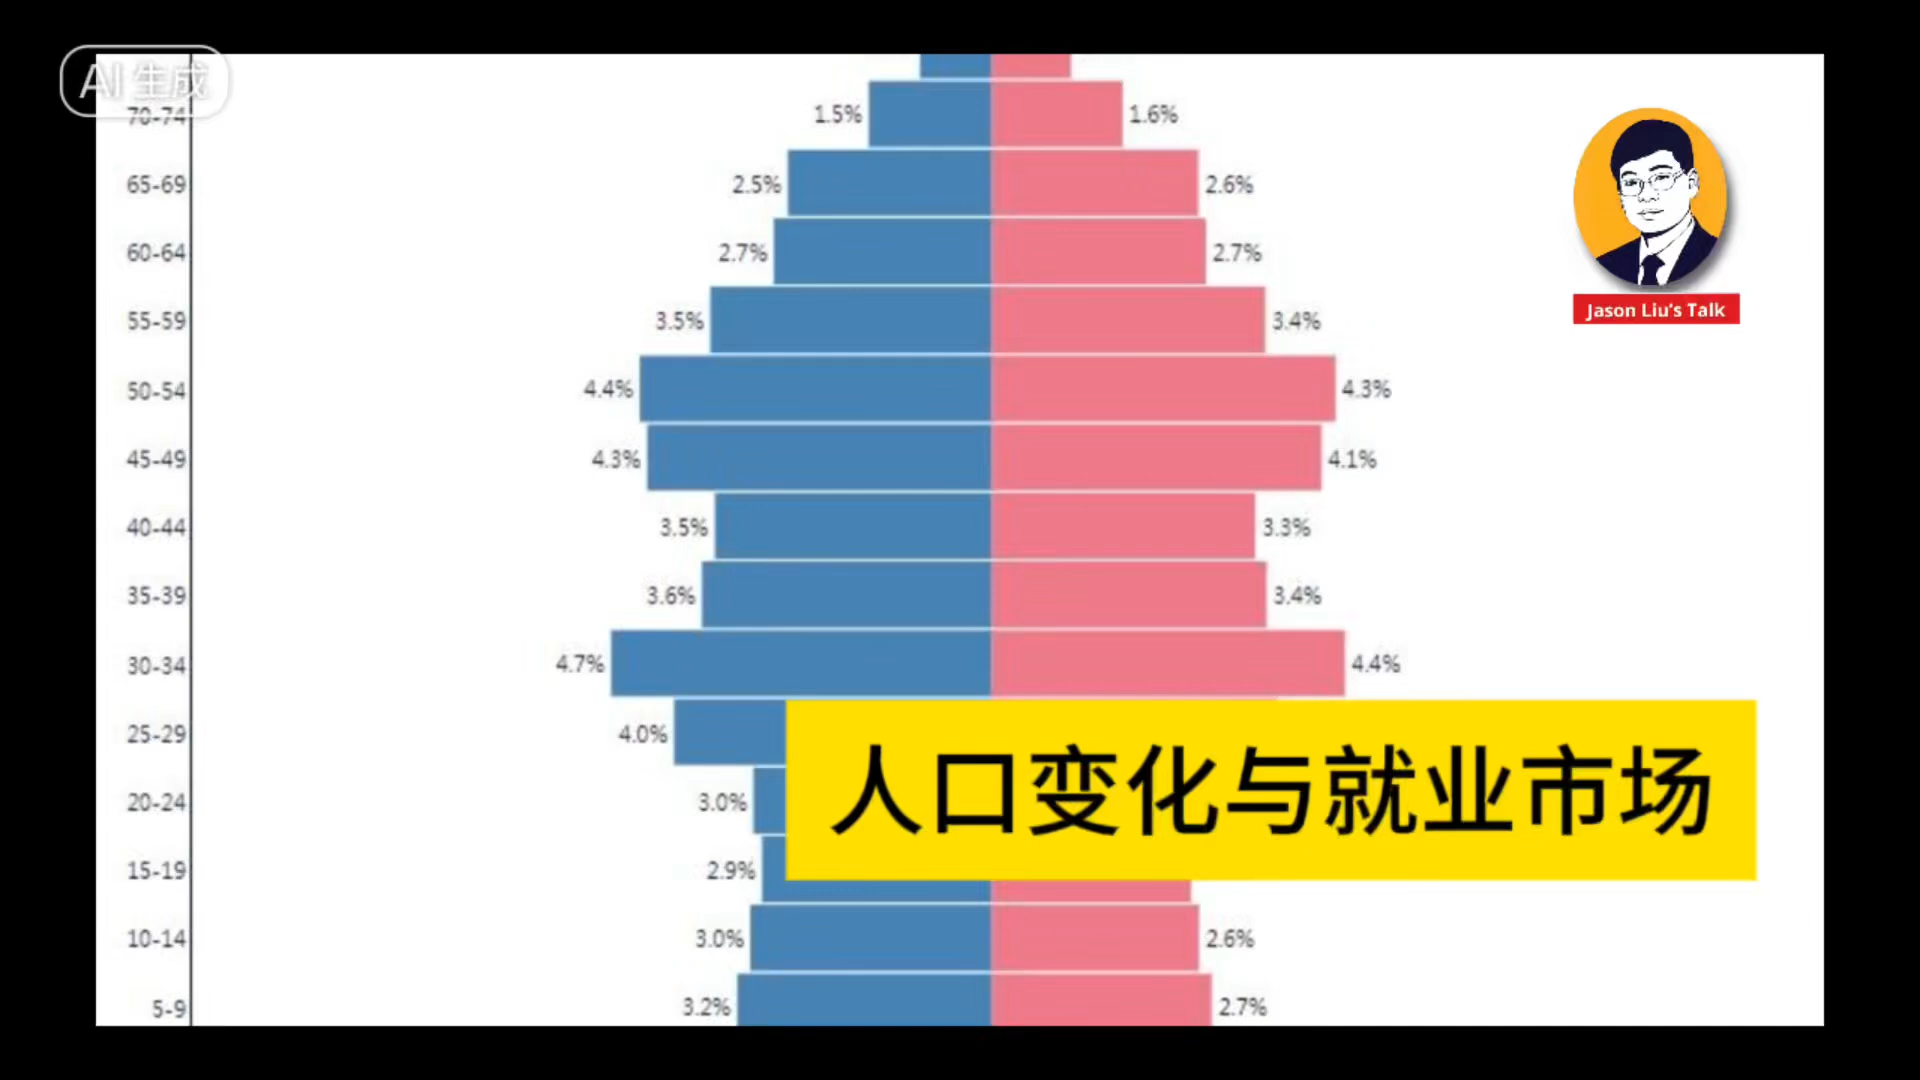 AI 生成
70-74 1.5% 1.6%
65-69 2.5% 2.6%
60-64 2.7% 2.7%
55-59 3.5% 3.4%
50-54 4.4% 4.3%
45-49 4.3% 4.1%
40-44 3.5% 3.3%
35-39 3.6% 3.4%
30-34 4.7% 4.4%
25-29 4.0%
20-24 3.0%
15-19 2.9%
10-14 3.0% 2.6%
5-9 3.2% 2.7%
Jason Liu's Talk
人口变化与就业市场